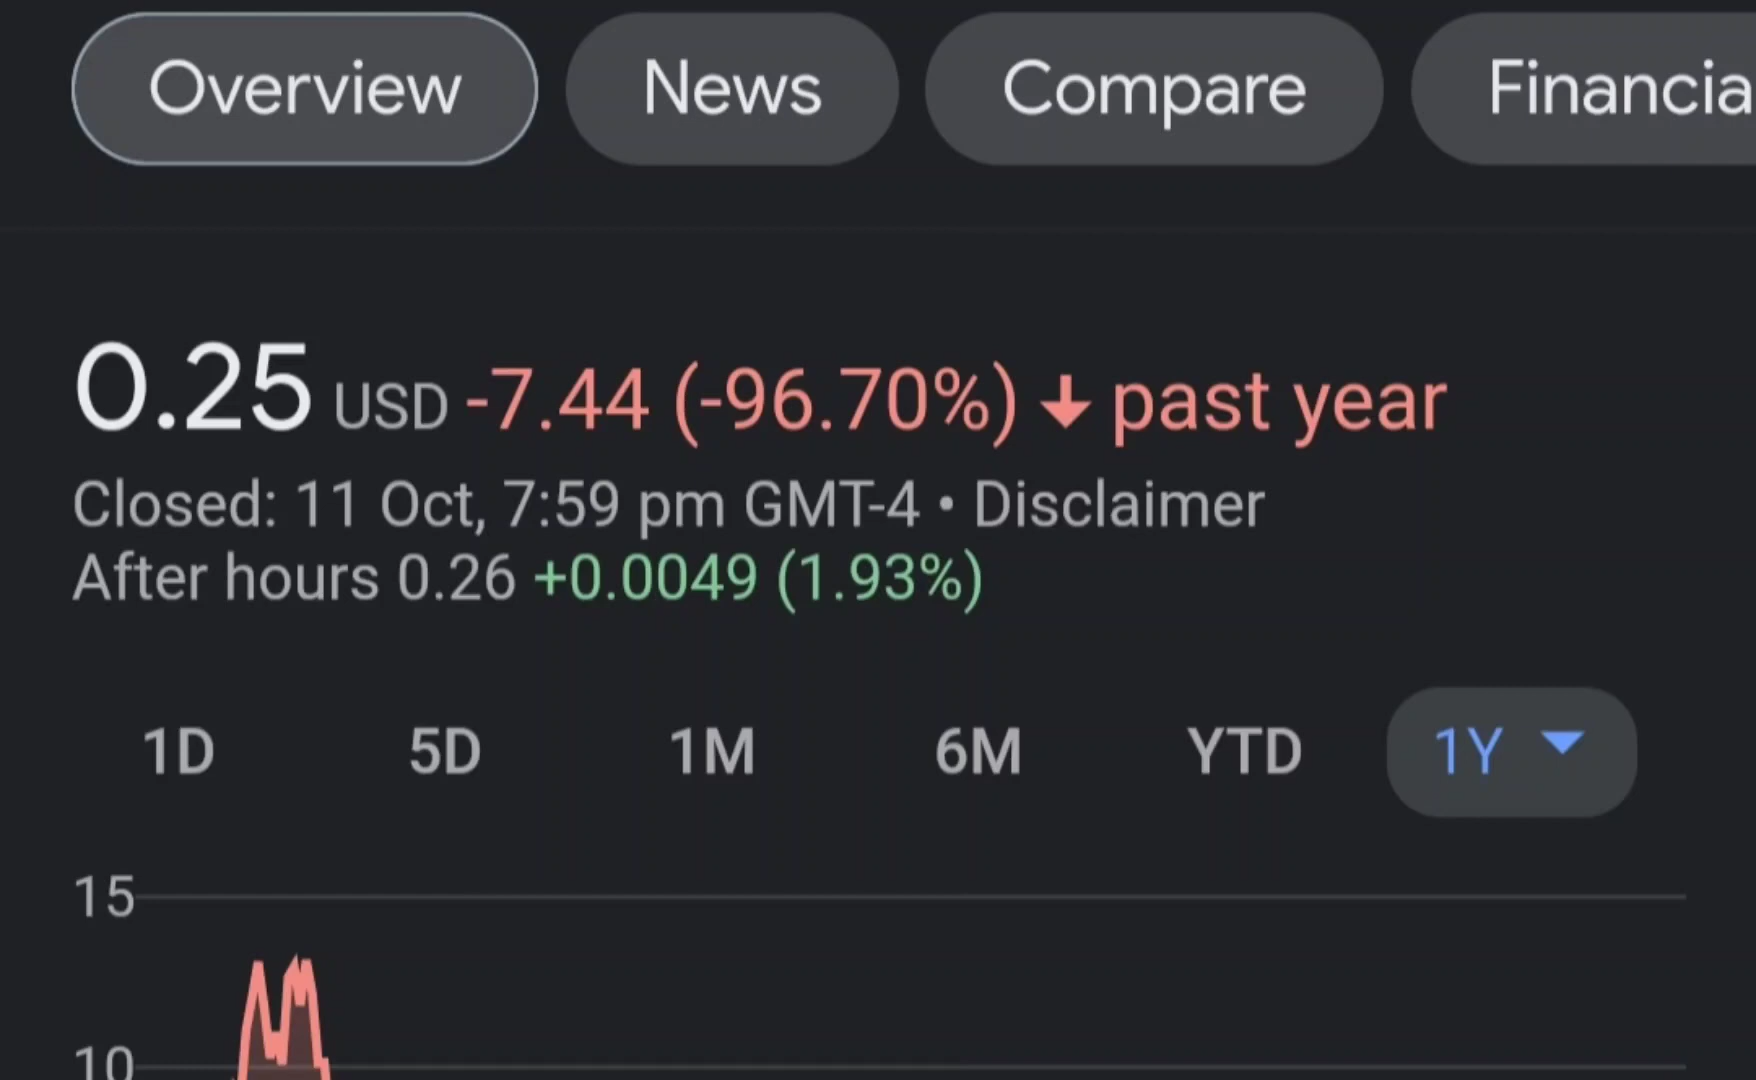 Overview News Compare Financia
0.25 USD -7.44 (-96.70%) ↓ past year
Closed: 11 Oct, 7:59 pm GMT-4 • Disclaimer
After hours 0.26 +0.0049 (1.93%)
1D 5D 1M 6M YTD 1Y
15
10